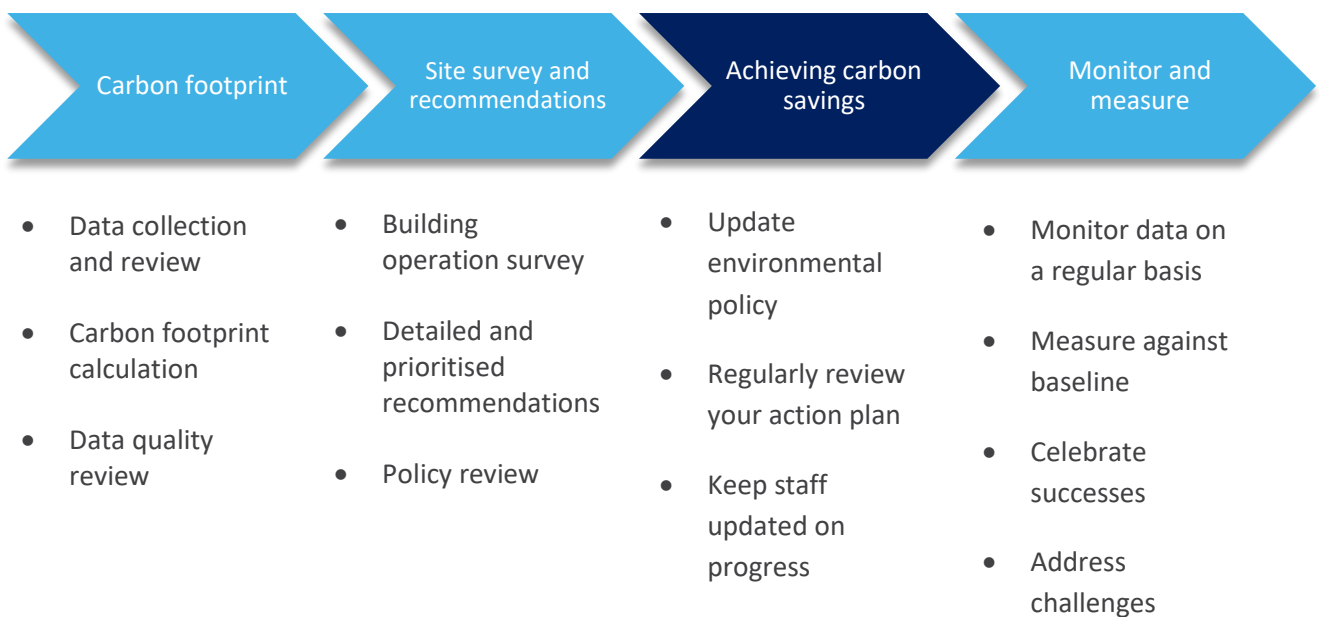 Carbon footprint
Site survey and
recommendations
Achieving carbon
savings
Monitor and
measure
• Data collection
and review
• Carbon footprint
calculation
• Data quality
review
• Building
operation survey
• Detailed and
prioritised
recommendations
• Policy review
• Update
environmental
policy
• Regularly review
your action plan
• Keep staff
updated on
progress
• Monitor data on
a regular basis
• Measure against
baseline
• Celebrate
successes
• Address
challenges